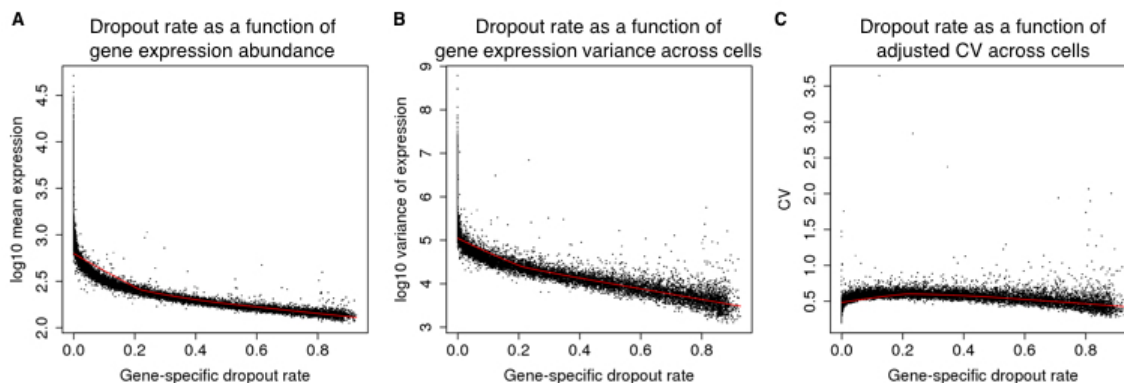 A
Dropout rate as a function of
gene expression abundance
log10 mean expression
4.5
4.0
3.5
3.0
2.5
2.0
0.0 0.2 0.4 0.6 0.8
Gene-specific dropout rate
B
Dropout rate as a function of
gene expression variance across cells
log10 variance of expression
9
8
7
6
5
4
3
0.0 0.2 0.4 0.6 0.8
Gene-specific dropout rate
C
Dropout rate as a function of
adjusted CV across cells
CV
3.5
3.0
2.5
2.0
1.5
1.0
0.5
0.0 0.2 0.4 0.6 0.8
Gene-specific dropout rate